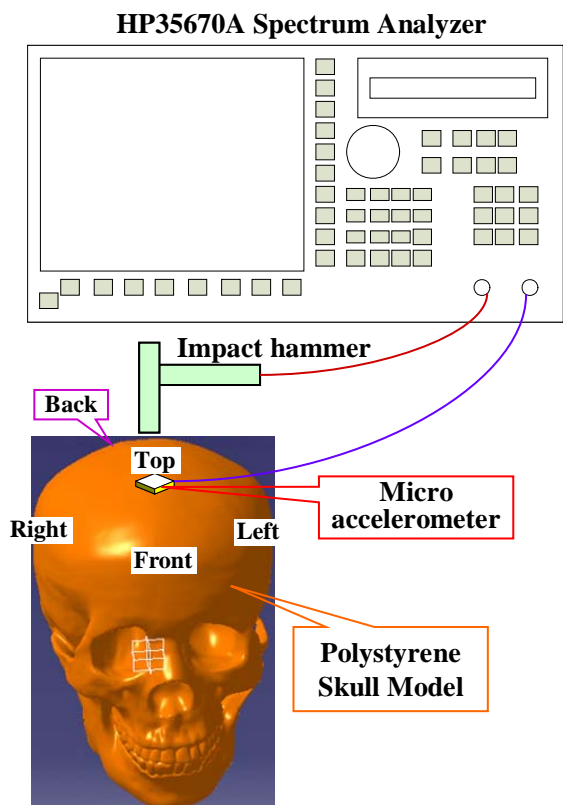 HP35670A Spectrum Analyzer
Impact hammer
Back
Top
Micro
accelerometer
Right
Left
Front
Polystyrene
Skull Model